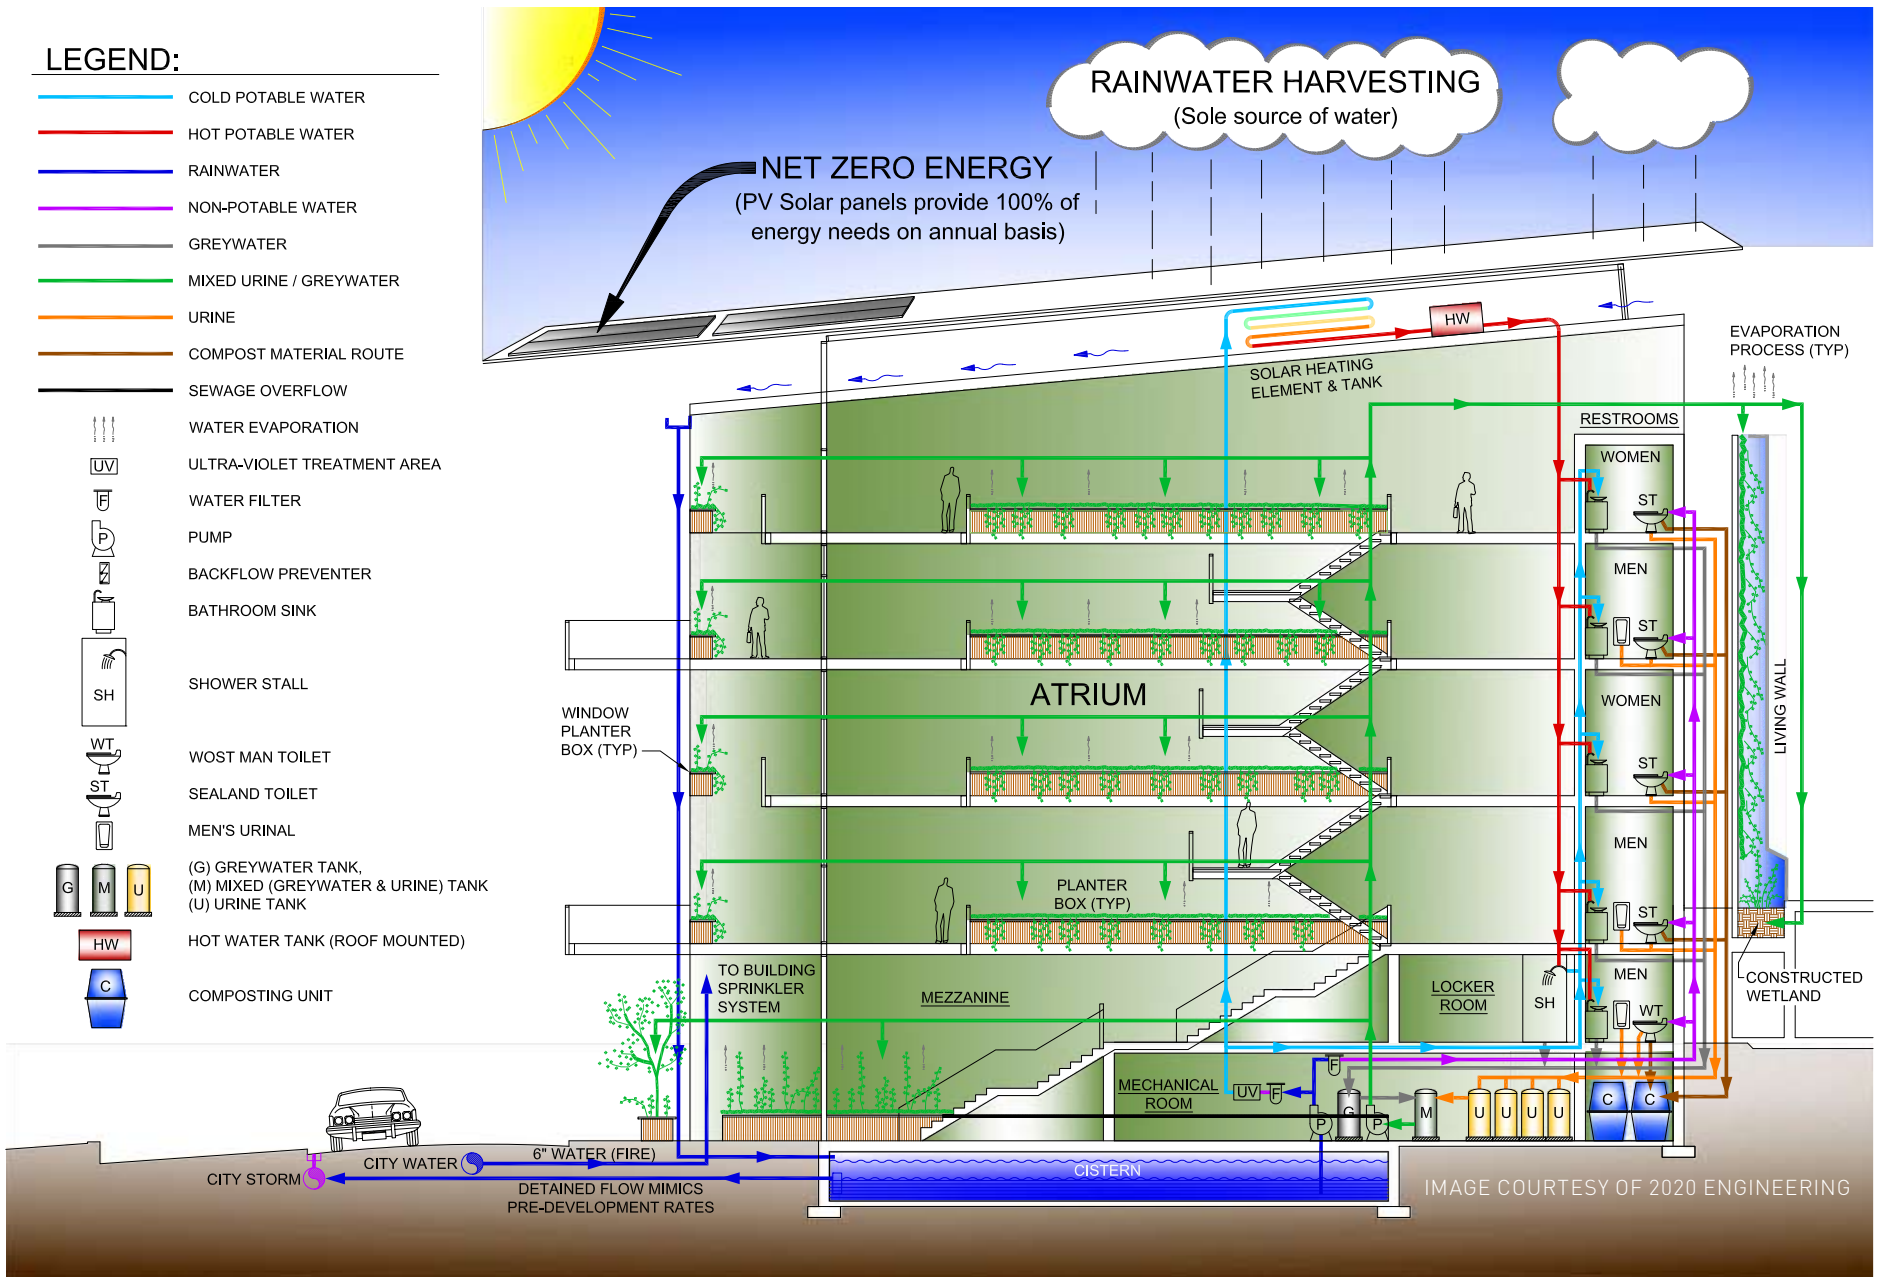 LEGEND:
COLD POTABLE WATER
HOT POTABLE WATER
RAINWATER
NON-POTABLE WATER
GREYWATER
MIXED URINE / GREYWATER
URINE
COMPOST MATERIAL ROUTE
SEWAGE OVERFLOW
WATER EVAPORATION
UV
ULTRA-VIOLET TREATMENT AREA
F
WATER FILTER
P
PUMP
BACKFLOW PREVENTER
BATHROOM SINK
SH
SHOWER STALL
WT
WOST MAN TOILET
ST
SEALAND TOILET
MEN'S URINAL
G
M
U
(G) GREYWATER TANK,
(M) MIXED (GREYWATER & URINE) TANK
(U) URINE TANK
HW
HOT WATER TANK (ROOF MOUNTED)
C
COMPOSTING UNIT
RAINWATER HARVESTING
(Sole source of water)
NET ZERO ENERGY
(PV Solar panels provide 100% of
energy needs on annual basis)
HW
SOLAR HEATING
ELEMENT & TANK
EVAPORATION
PROCESS (TYP)
RESTROOMS
WOMEN
ST
MEN
ST
ATRIUM
WOMEN
ST
LIVING WALL
WINDOW
PLANTER
BOX (TYP)
MEN
ST
PLANTER
BOX (TYP)
TO BUILDING
SPRINKLER
SYSTEM
MEZZANINE
LOCKER
ROOM
SH
MEN
WT
CONSTRUCTED
WETLAND
MECHANICAL
ROOM
UV
F
F
P
G
P
M
U
U
U
U
C
C
CITY WATER
6" WATER (FIRE)
CITY STORM
DETAINED FLOW MIMICS
PRE-DEVELOPMENT RATES
CISTERN
IMAGE COURTESY OF 2020 ENGINEERING